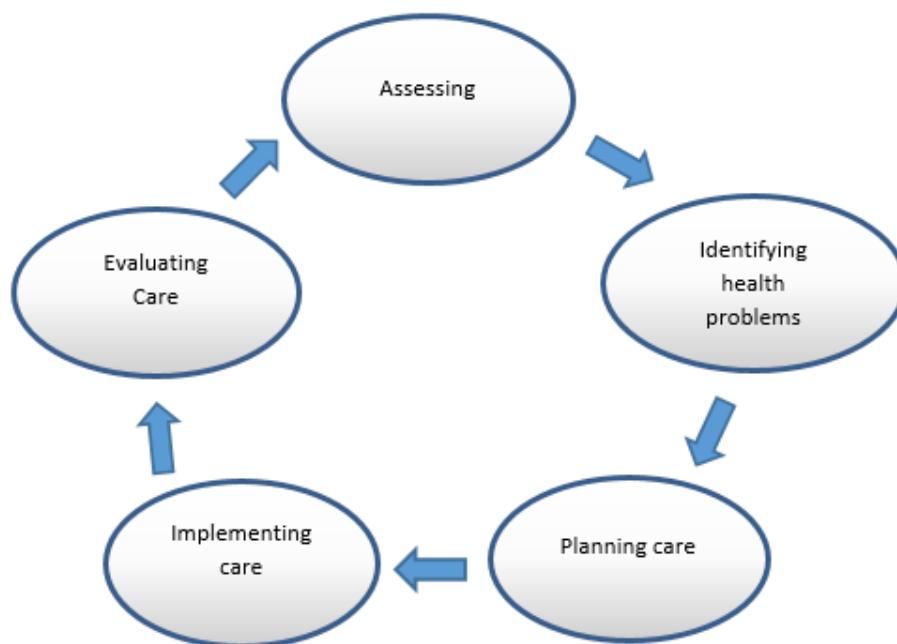 Assessing
Identifying
health
problems
Planning care
Implementing
care
Evaluating
Care